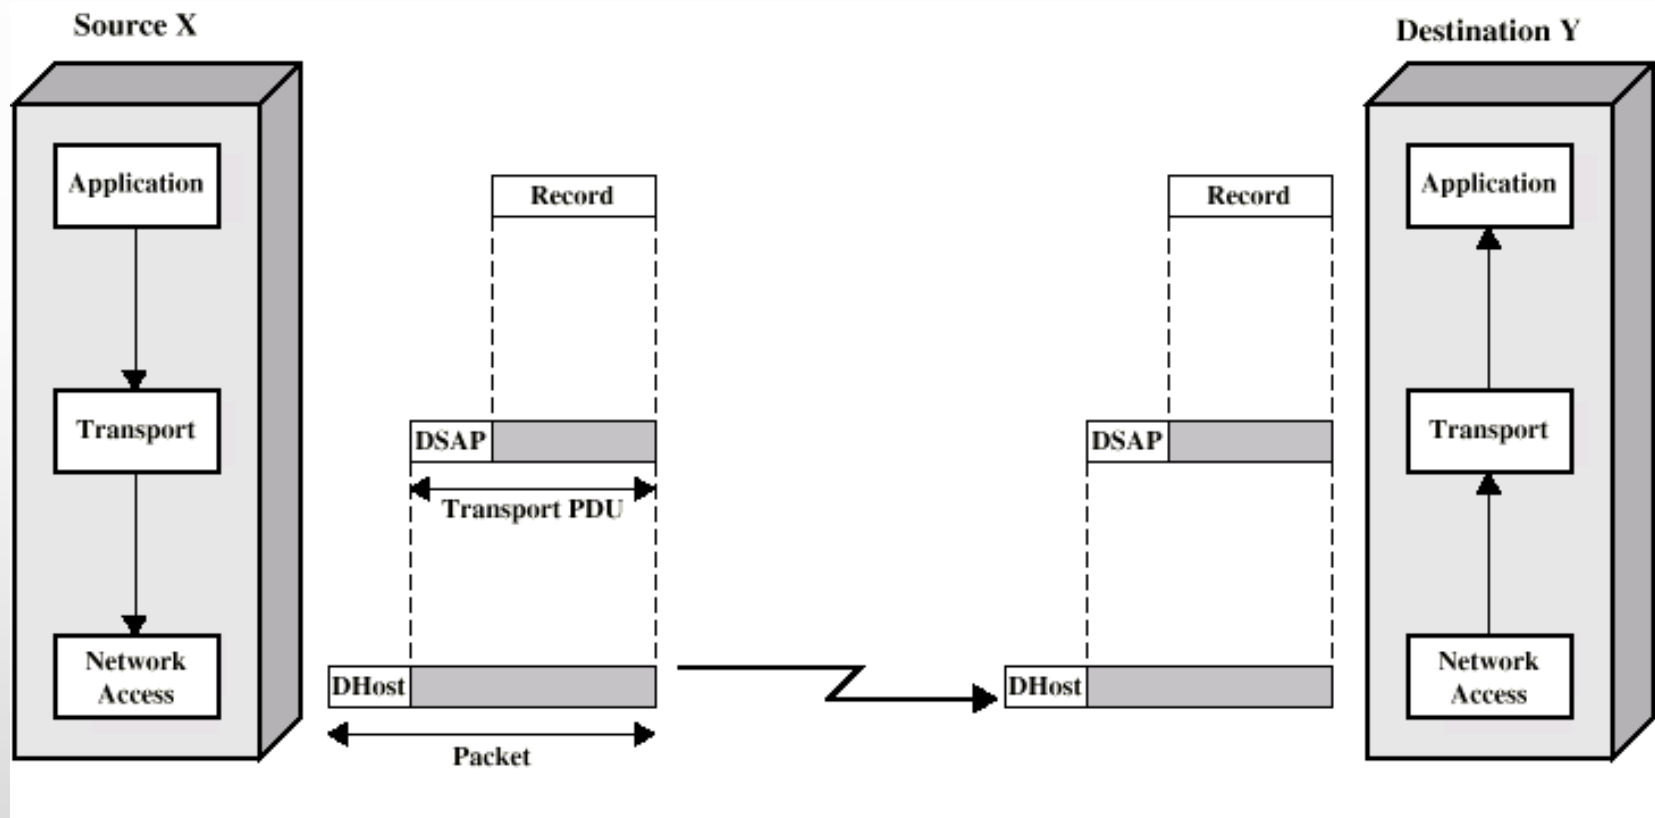 Source X
Destination Y
Application
Record
Record
Application
Transport
DSAP
DSAP
Transport
Transport PDU
Network
Access
DHost
DHost
Network
Access
Packet